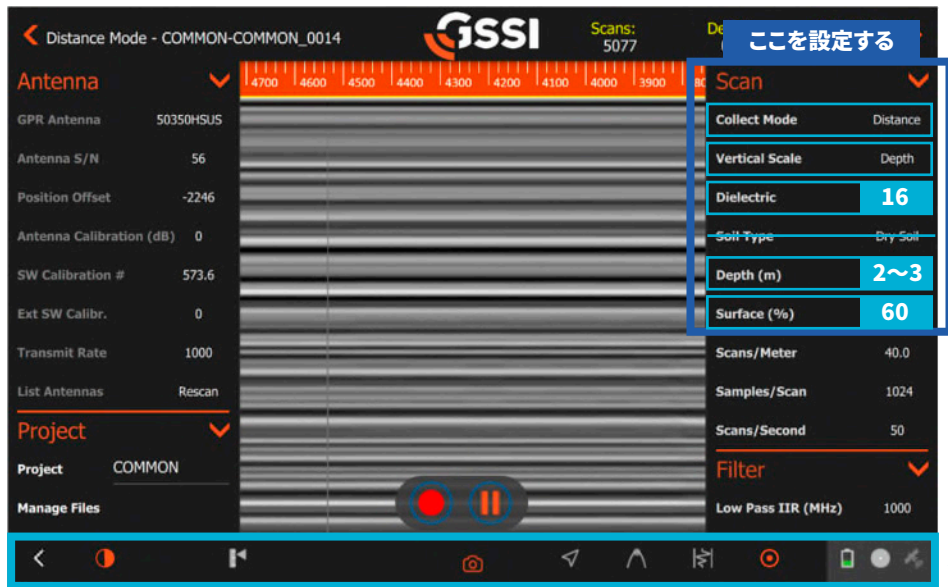 Distance Mode - COMMON-COMMON_0014
GSSI
Scans:
5077
De
ここを設定する
Antenna
GPR Antenna 50350HSUS
Antenna S/N 56
Position Offset -2246
Antenna Calibration (dB) 0
SW Calibration # 573.6
Ext SW Calibr. 0
Transmit Rate 1000
List Antennas Rescan
Project
Project COMMON
Manage Files
4700 4600 4500 4400 4300 4200 4100 4000 3900
Scan
Collect Mode Distance
Vertical Scale Depth
Dielectric 16
Soil Type Dry Soil
Depth (m) 2～3
Surface (%) 60
Scans/Meter 40.0
Samples/Scan 1024
Scans/Second 50
Filter
Low Pass IIR (MHz) 1000